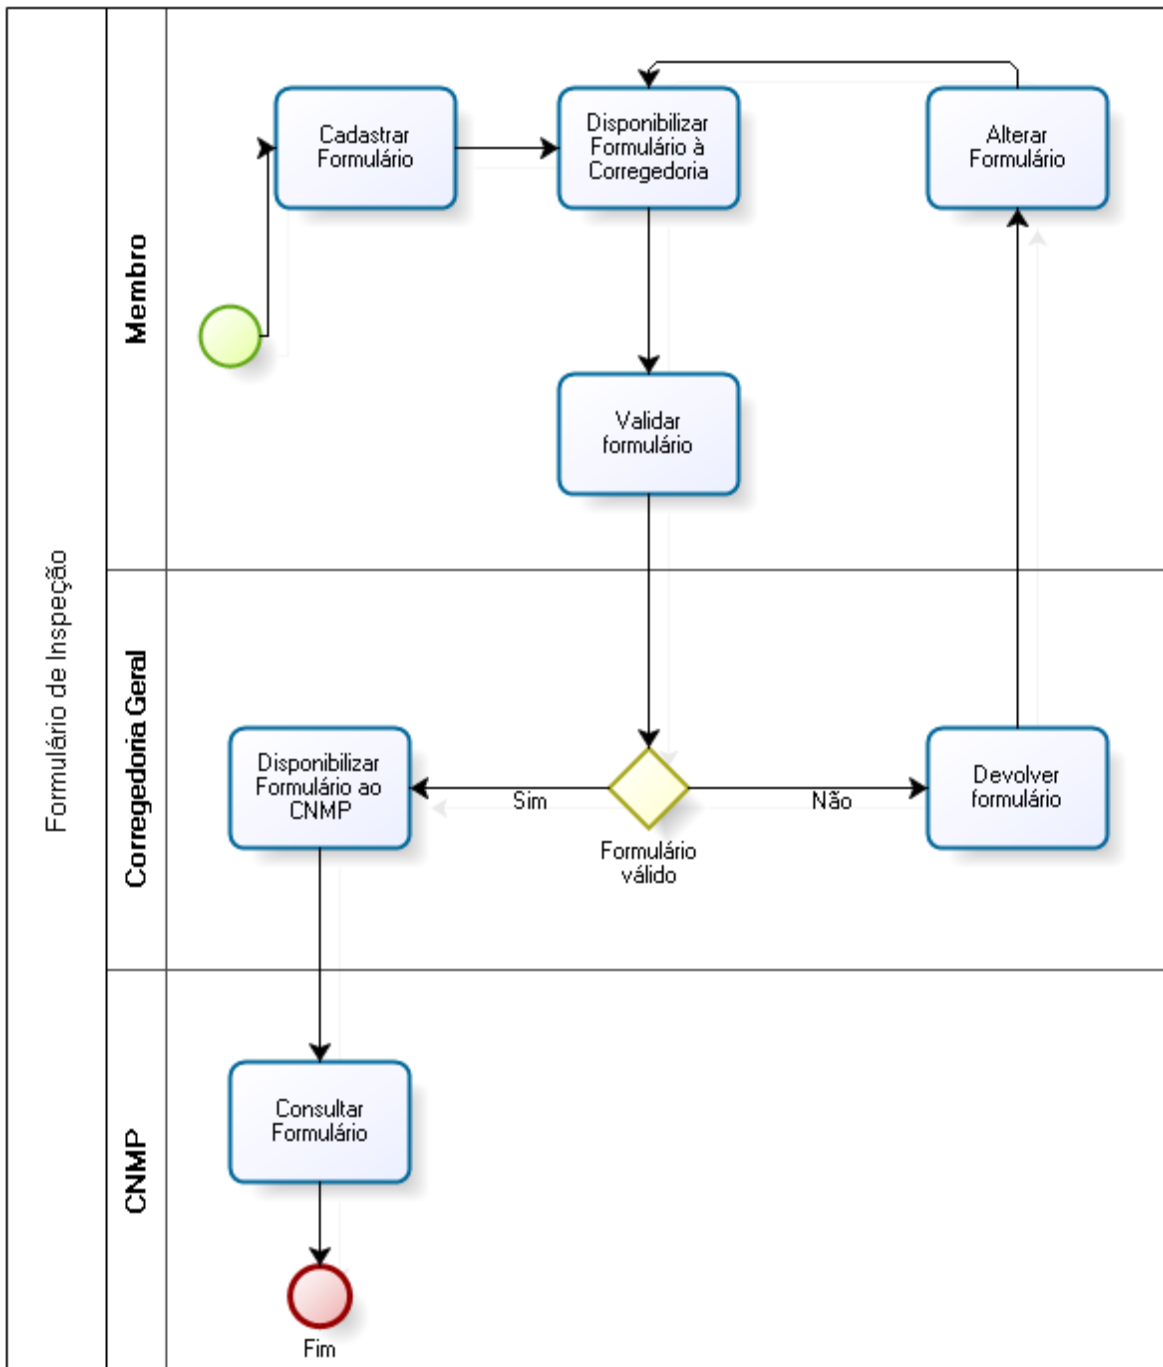 Formulário de Inspeção
Membro
Cadastrar
Formulário
Disponibilizar
Formulário à
Corregedoria
Alterar
Formulário
Validar
formulário
Corregedoria Geral
Disponibilizar
Formulário ao
CNMP
Sim
Formulário
válido
Não
Devolver
formulário
CNMP
Consultar
Formulário
Fim